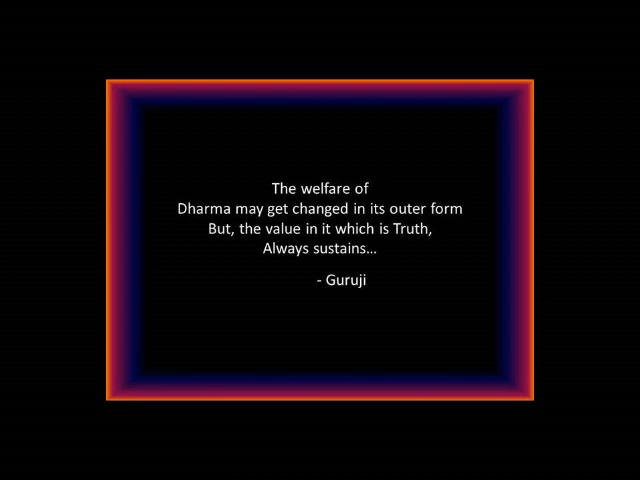 The welfare of
Dharma may get changed in its outer form
But, the value in it which is Truth,
Always sustains...
- Guruji